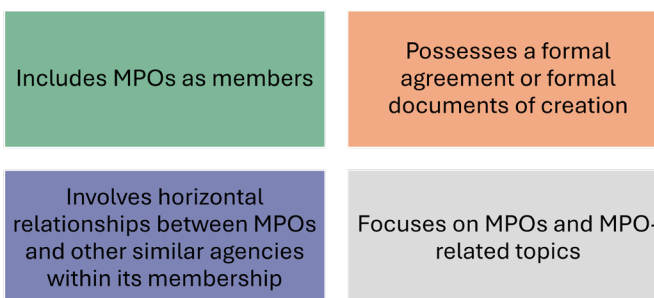 Includes MPOs as members
Possesses a formal
agreement or formal
documents of creation
Involves horizontal
relationships between MPOs
and other similar agencies
within its membership
Focuses on MPOs and MPO-
related topics